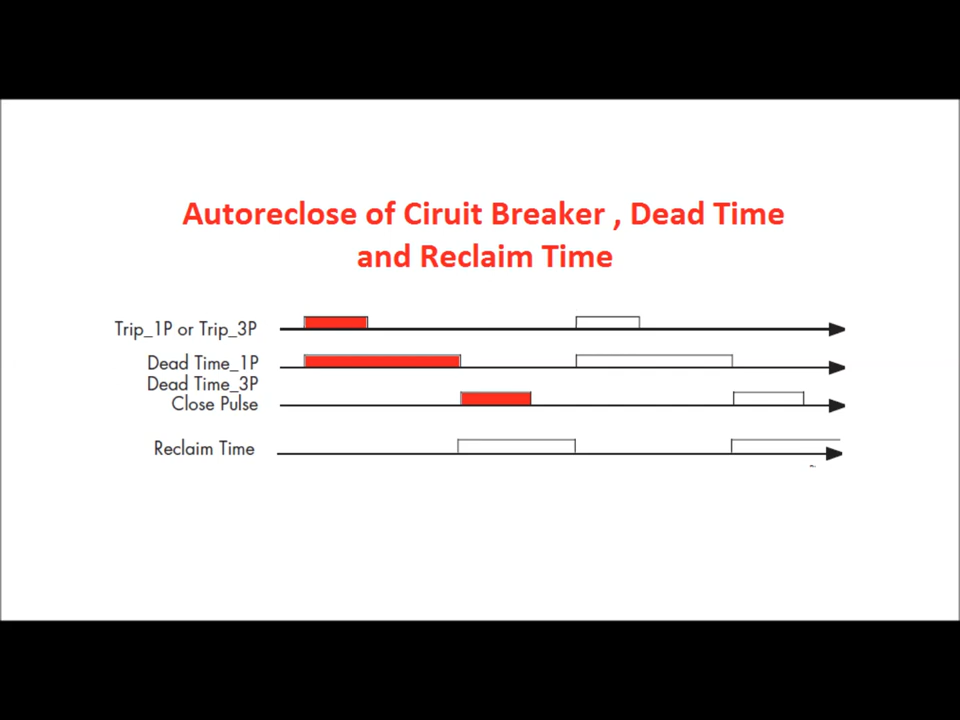 Autoreclose of Ciruit Breaker , Dead Time
and Reclaim Time
Trip_1P or Trip_3P
Dead Time_1P
Dead Time_3P
Close Pulse
Reclaim Time